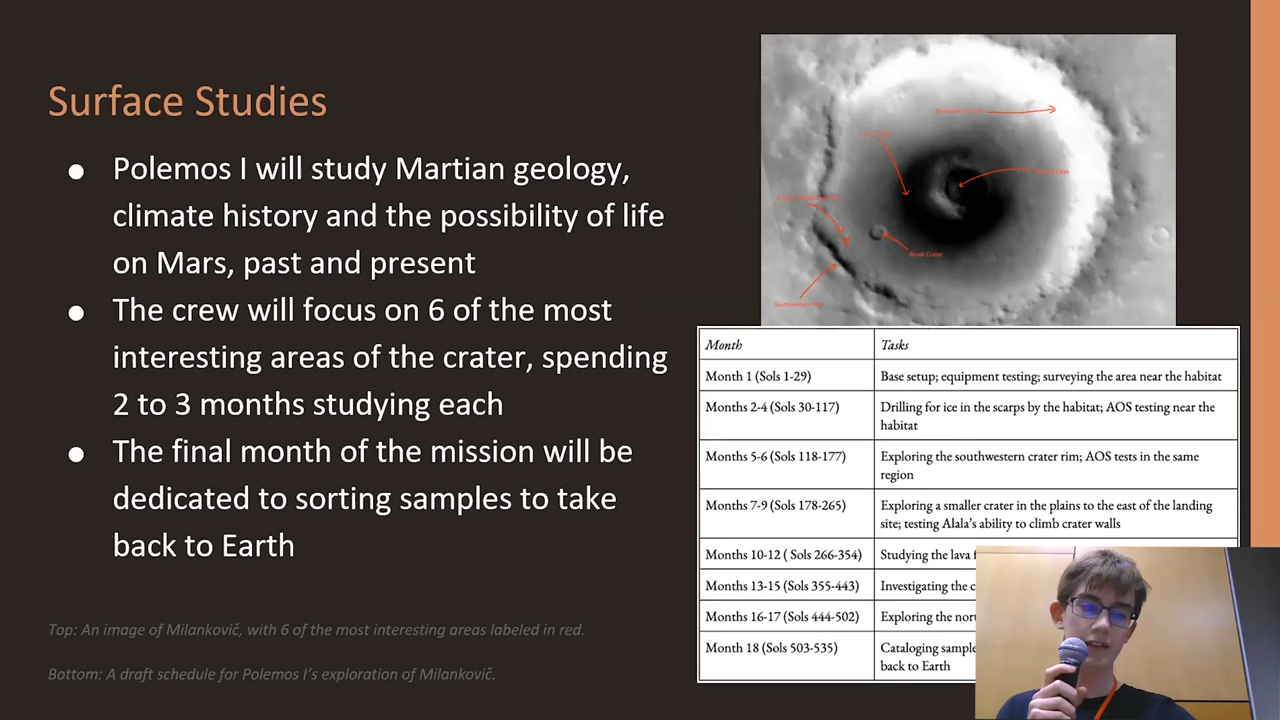 Surface Studies
● Polemos I will study Martian geology,
climate history and the possibility of life
on Mars, past and present
● The crew will focus on 6 of the most
interesting areas of the crater, spending
2 to 3 months studying each
● The final month of the mission will be
dedicated to sorting samples to take
back to Earth
Top: An image of Milankovič, with 6 of the most interesting areas labeled in red.
Bottom: A draft schedule for Polemos I's exploration of Milankovič.
Small Crater
Month Tasks
Month 1 (Sols 1-29) Base setup; equipment testing; surveying the area near the habitat
Months 2-4 (Sols 30-117) Drilling for ice in the scarps by the habitat; AOS testing near the
habitat
Months 5-6 (Sols 118-177) Exploring the southwestern crater rim; AOS tests in the same
region
Months 7-9 (Sols 178-265) Exploring a smaller crater in the plains to the east of the landing
site; testing Alala's ability to climb crater walls
Months 10-12 ( Sols 266-354) Studying the lava
Months 13-15 (Sols 355-443) Investigating the
Months 16-17 (Sols 444-502) Exploring the
Month 18 (Sols 503-535) Cataloging
back to Earth